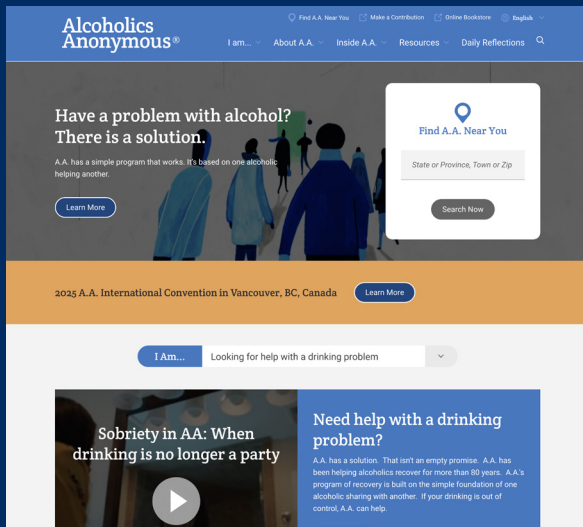 Find A.A. Near You
Make a Contribution
Online Bookstore
English
Alcoholics
Anonymous®
I am...
About A.A.
Inside A.A.
Resources
Daily Reflections
Have a problem with alcohol?
There is a solution.
A.A. has a simple program that works. It's based on one alcoholic
helping another.
Learn More
Find A.A. Near You
State or Province, Town or Zip
Search Now
2025 A.A. International Convention in Vancouver, BC, Canada
Learn More
I Am...
Looking for help with a drinking problem
Sobriety in AA: When
drinking is no longer a party
Need help with a drinking
problem?
A.A. has a solution. That isn't an empty promise. A.A. has
been helping alcoholics recover for more than 80 years. A.A.'s
program of recovery is built on the simple foundation of one
alcoholic sharing with another. If your drinking is out of
control, A.A. can help.